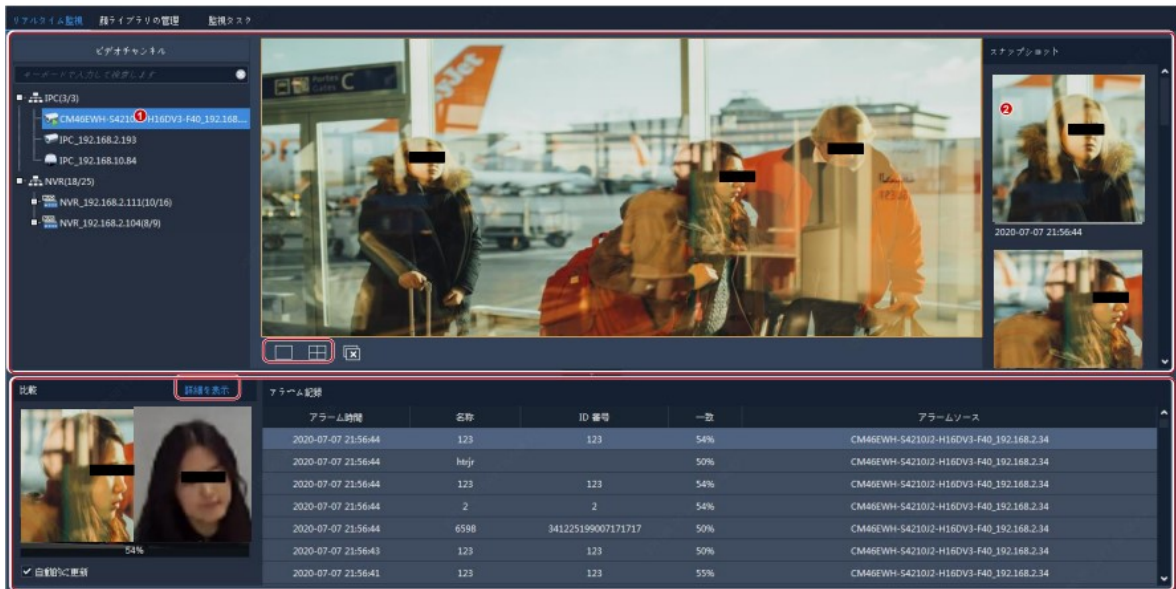 リアルタイム監視 顔ライブラリの管理 監視タスク
ビデオチャンネル
キーボードで入力して検索します
IPC(3/3)
CM46EWH-S4210 1 H16DV3-F40_192.168....
IPC_192.168.2.193
IPC_192.168.10.84
NVR(18/25)
NVR_192.168.2.111(10/16)
NVR_192.168.2.104(8/9)
Portes
Gates C
easyJet
スナップショット
2
2020-07-07 21:56:44
比較 詳細を表示
54%
自動的に更新
アラーム記録
アラーム時間 名称 ID 番号 一致 アラームソース
2020-07-07 21:56:44 123 123 54% CM46EWH-S4210J2-H16DV3-F40_192.168.2.34
2020-07-07 21:56:44 htrjr 50% CM46EWH-S4210J2-H16DV3-F40_192.168.2.34
2020-07-07 21:56:44 123 123 54% CM46EWH-S4210J2-H16DV3-F40_192.168.2.34
2020-07-07 21:56:44 2 2 54% CM46EWH-S4210J2-H16DV3-F40_192.168.2.34
2020-07-07 21:56:44 6598 341225199007171717 50% CM46EWH-S4210J2-H16DV3-F40_192.168.2.34
2020-07-07 21:56:43 123 123 50% CM46EWH-S4210J2-H16DV3-F40_192.168.2.34
2020-07-07 21:56:41 123 123 55% CM46EWH-S4210J2-H16DV3-F40_192.168.2.34